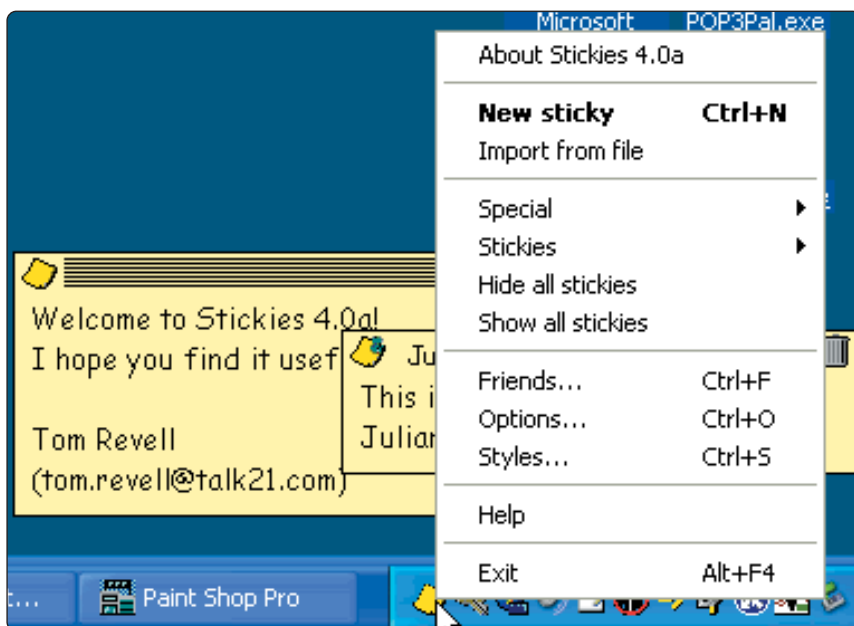 Microsoft POP3Pal.exe
About Stickies 4.0a
New sticky Ctrl+N
Import from file
Special
Stickies
Hide all stickies
Show all stickies
Friends... Ctrl+F
Options... Ctrl+O
Styles... Ctrl+S
Help
Exit Alt+F4
Welcome to Stickies 4.0a!
I hope you find it usef
Tom Revell
(tom.revell@talk21.com)
Ju
This i
Julian
t... Paint Shop Pro